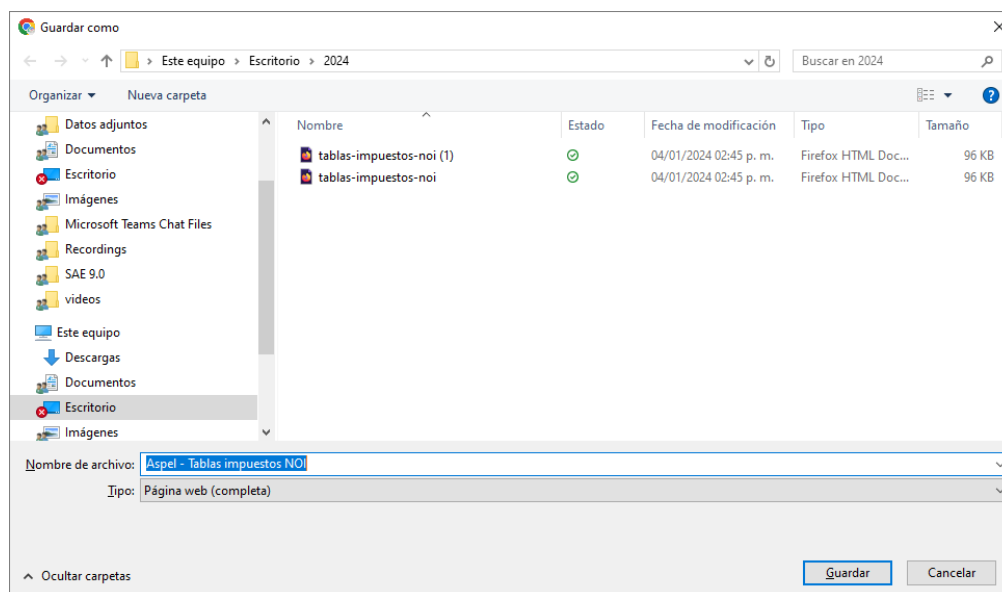 Guardar como
Este equipo > Escritorio > 2024
Buscar en 2024
Organizar
Nueva carpeta
Datos adjuntos
Documentos
Escritorio
Imágenes
Microsoft Teams Chat Files
Recordings
SAE 9.0
videos
Este equipo
Descargas
Documentos
Escritorio
Imágenes
Nombre Estado Fecha de modificación Tipo Tamaño
tablas-impuestos-noi (1) 04/01/2024 02:45 p. m. Firefox HTML Doc... 96 KB
tablas-impuestos-noi 04/01/2024 02:45 p. m. Firefox HTML Doc... 96 KB
Nombre de archivo: Aspel - Tablas impuestos NOI
Tipo: Página web (completa)
Ocultar carpetas
Guardar
Cancelar